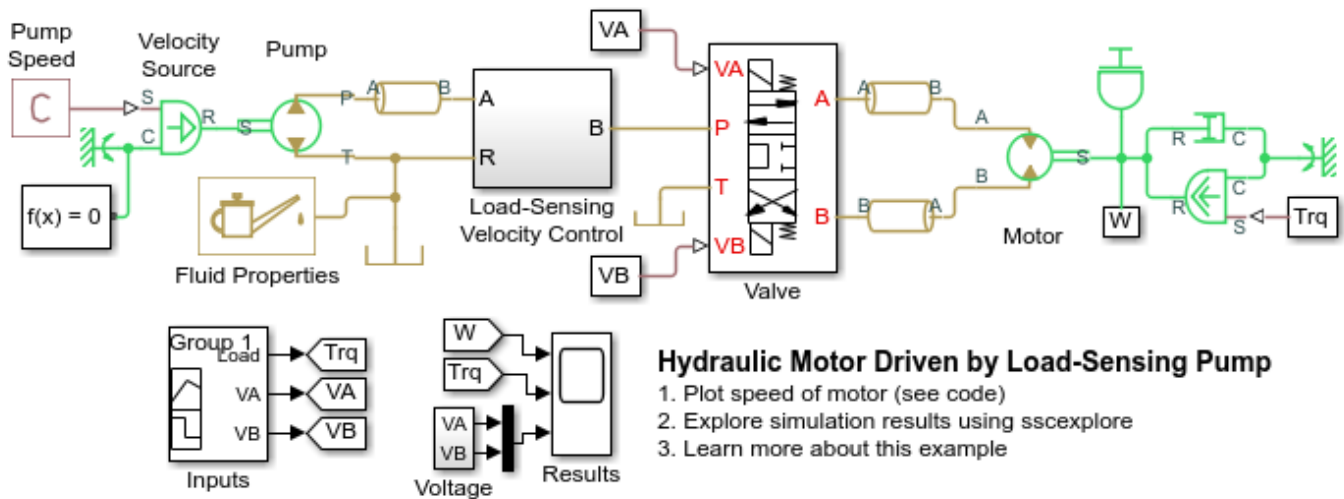 Pump
Speed
C
S
C
Velocity
Source
R
S
f(x) = 0
Pump
P
T
Fluid Properties
A
B
A
R
B
Load-Sensing
Velocity Control
VA
VB
VA
P
T
VB
A
B
Valve
A
B
B
A
A
B
S
Motor
W
R
C
C
R
S
Trq
Group 1
Load
VA
VB
Inputs
Trq
VA
VB
W
Trq
VA
VB
Voltage
Results
Hydraulic Motor Driven by Load-Sensing Pump
1. Plot speed of motor (see code)
2. Explore simulation results using sscexplore
3. Learn more about this example